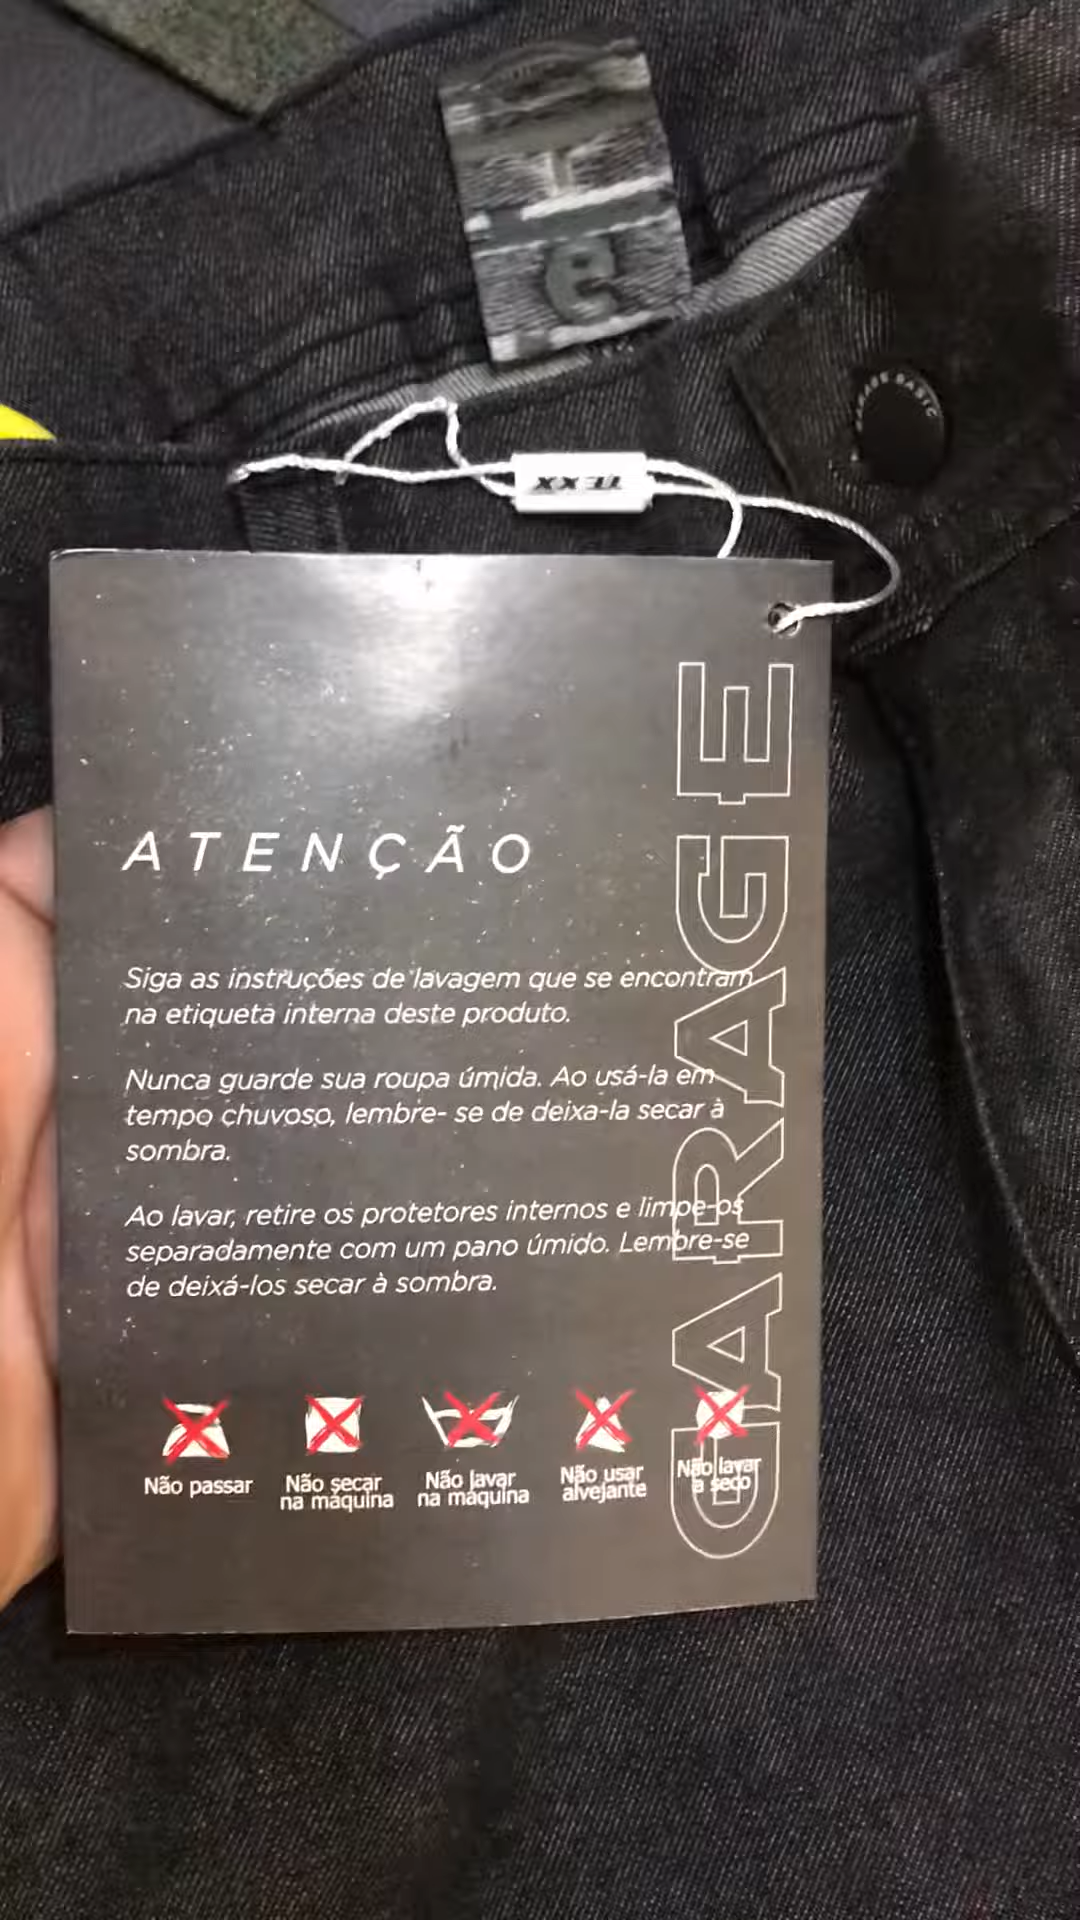 TEXX
GARAGE
ATENÇÃO
Siga as instruções de lavagem que se encontram
na etiqueta interna deste produto.
Nunca guarde sua roupa úmida. Ao usá-la em
tempo chuvoso, lembre- se de deixa-la secar à
sombra.
Ao lavar, retire os protetores internos e limpe-os
separadamente com um pano úmido. Lembre-se
de deixá-los secar à sombra.
Não passar
Não secar
na máquina
Não lavar
na máquina
Não usar
alvejante
Não lavar
a seco